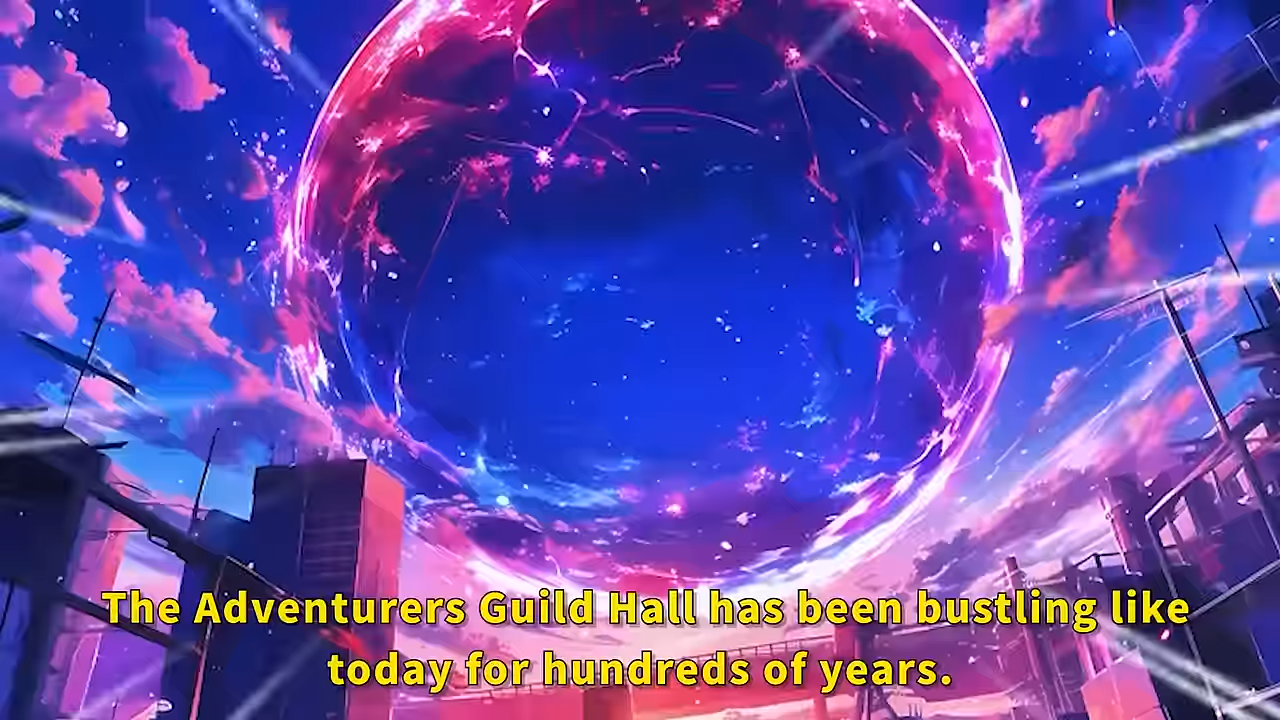 The Adventurers Guild Hall has been bustling like
today for hundreds of years.